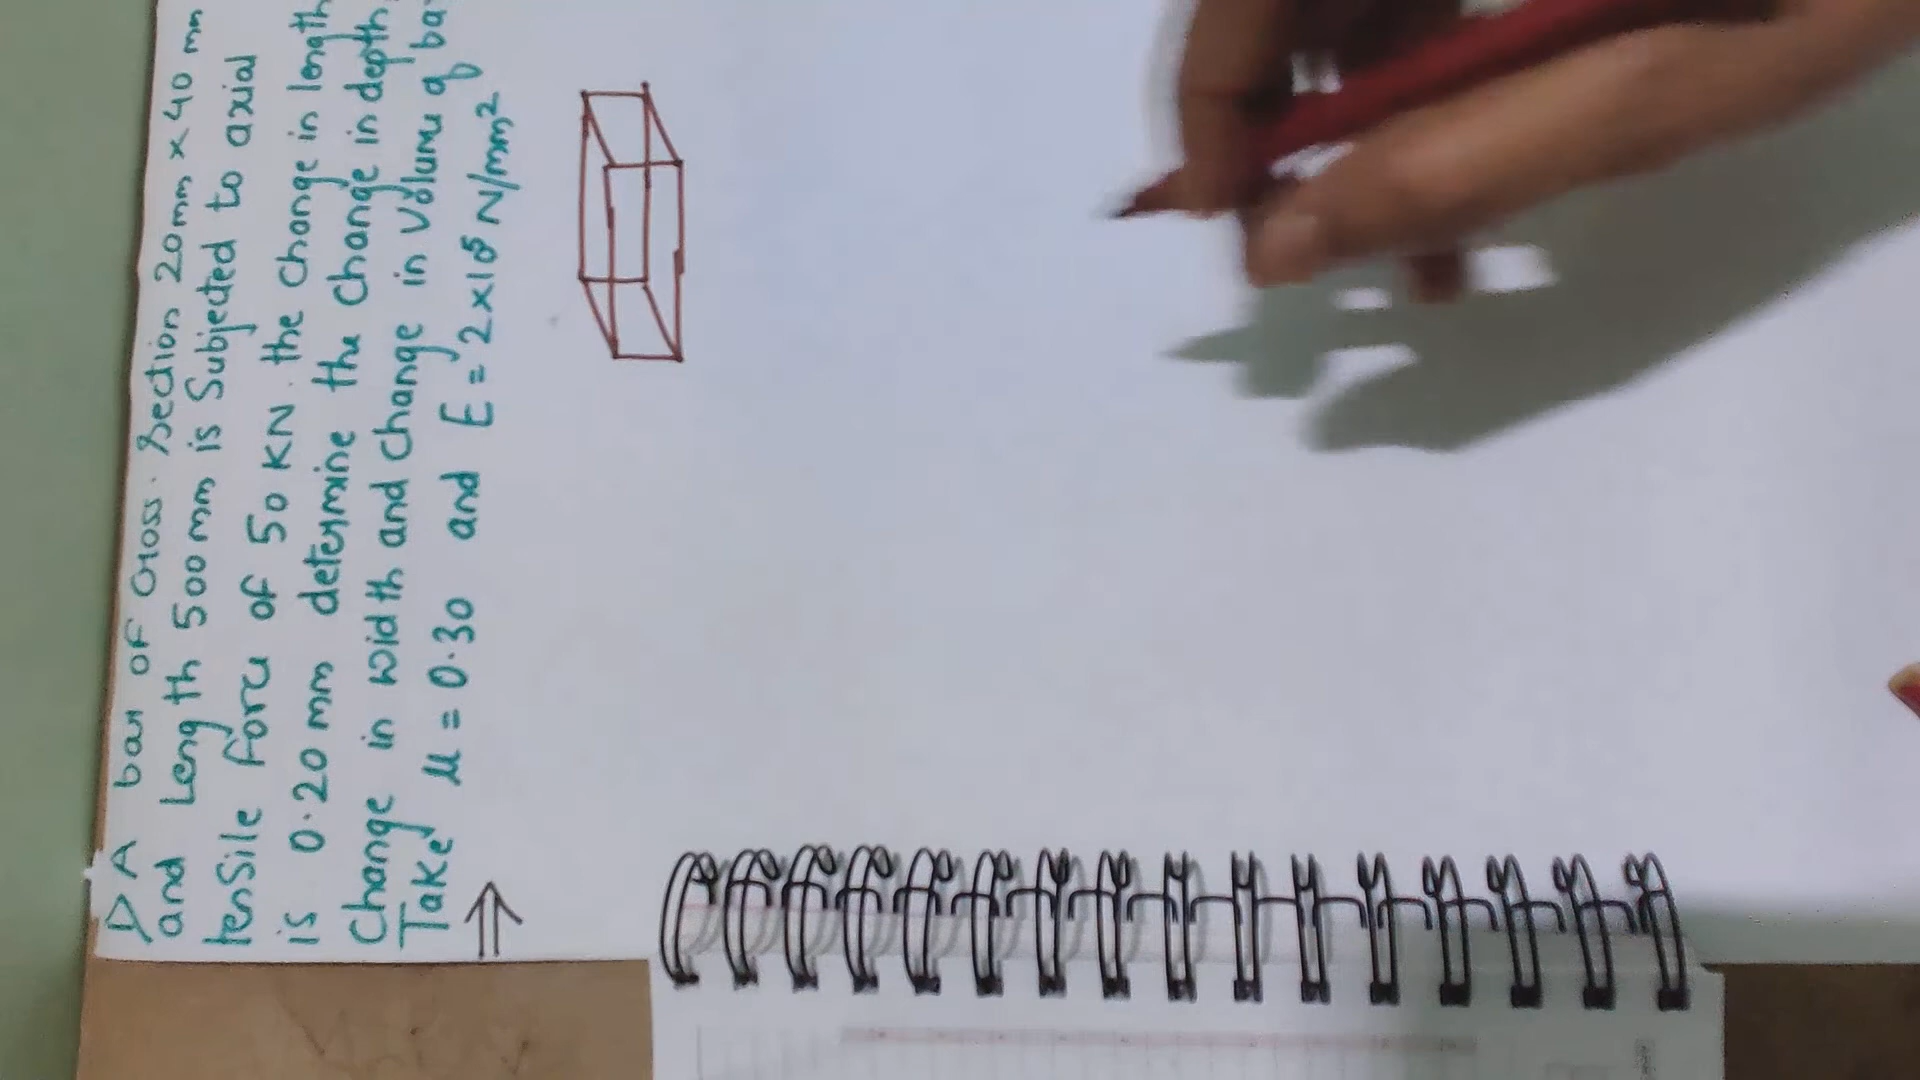 A bar of cross-section 20mm x 40 mm
and Length 500mm is Subjected to axial
tensile force of 50 KN. the change in length
is 0.20 mm determine the change in depth,
Change in width and change in volume of ba
Take μ = 0.30 and E = 2x10⁵ N/mm²
⇒